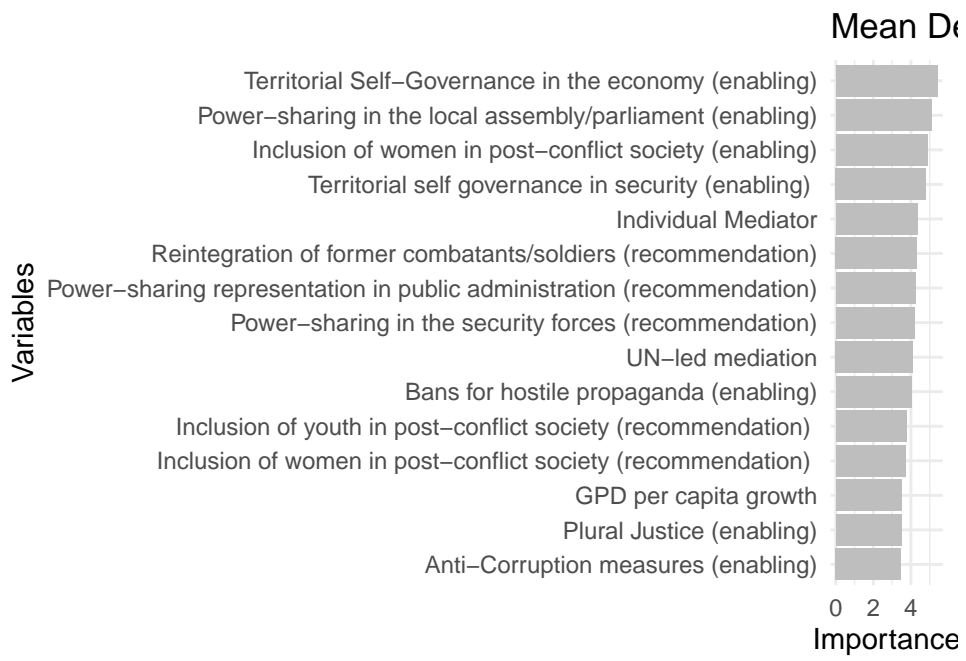 Mean De
Territorial Self−Governance in the economy (enabling)
Power−sharing in the local assembly/parliament (enabling)
Inclusion of women in post−conflict society (enabling)
Territorial self governance in security (enabling)
Individual Mediator
Reintegration of former combatants/soldiers (recommendation)
Power−sharing representation in public administration (recommendation)
Power−sharing in the security forces (recommendation)
UN−led mediation
Bans for hostile propaganda (enabling)
Inclusion of youth in post−conflict society (recommendation)
Inclusion of women in post−conflict society (recommendation)
GPD per capita growth
Plural Justice (enabling)
Anti−Corruption measures (enabling)
Variables
0 2 4
Importance